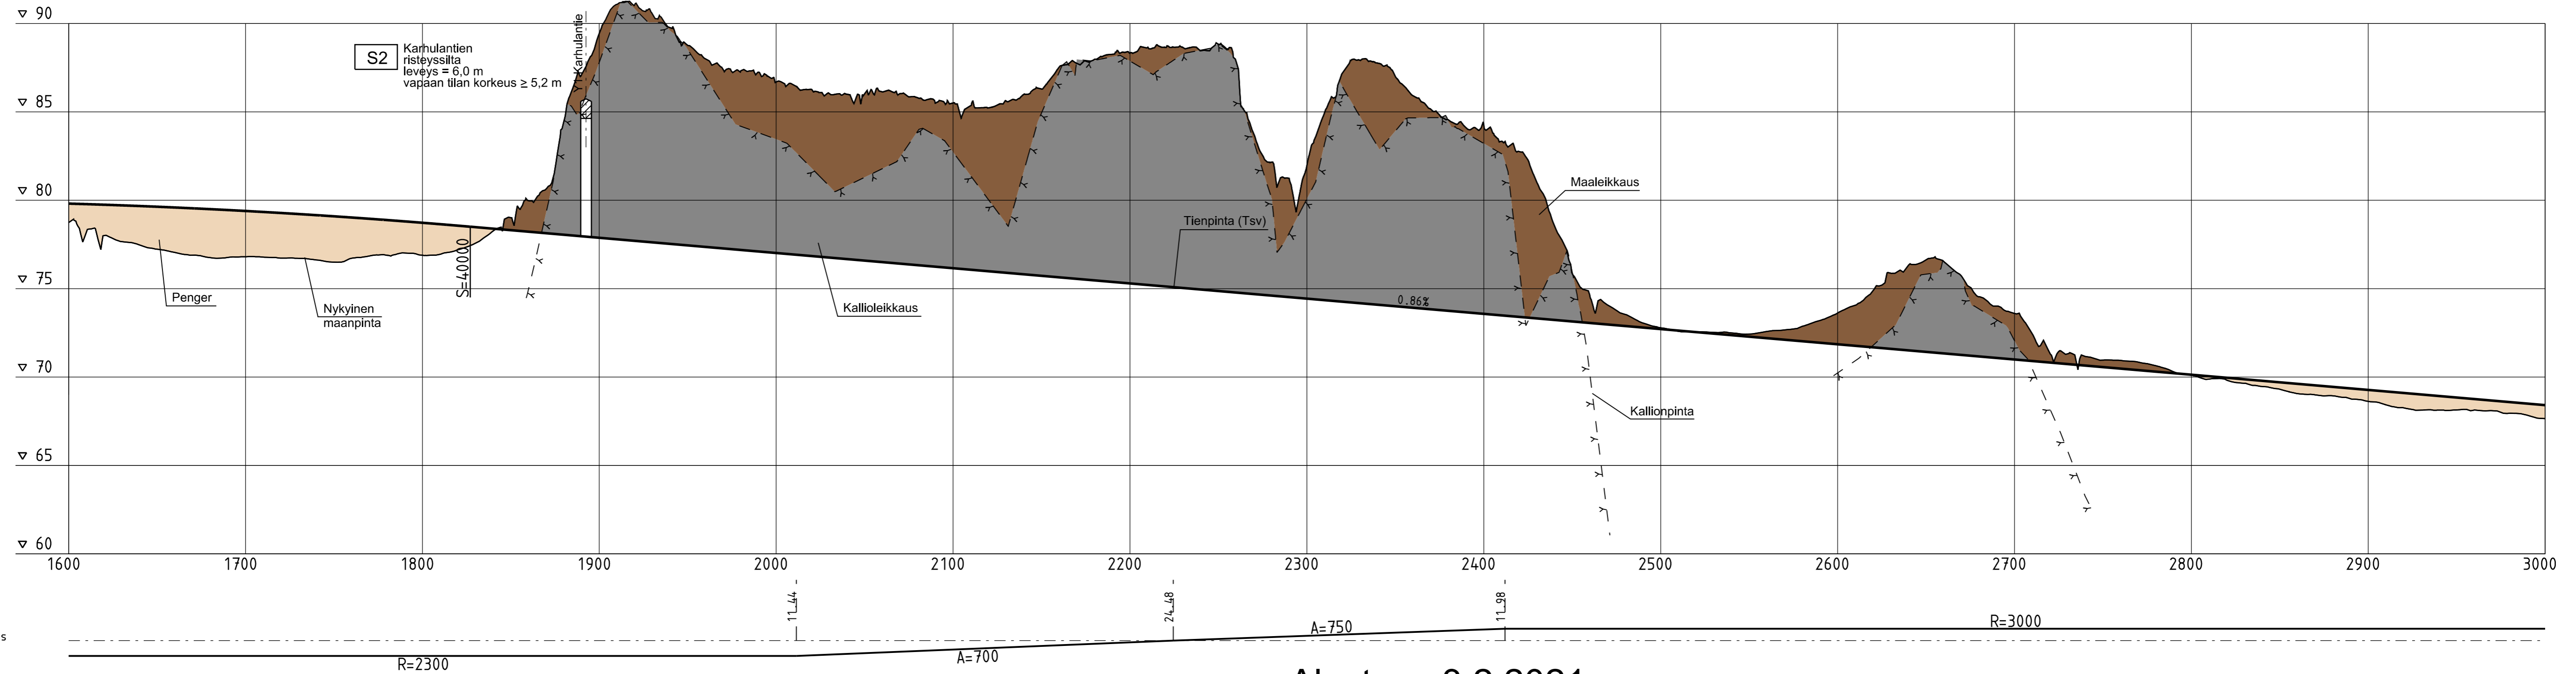 90
85
80
75
70
65
60
S2
Karhulantien
risteyssilta
leveys = 6,0 m
vapaan tilan korkeus ≥ 5,2 m
Y1 Karhulantie
Maaleikkaus
Tienpinta (Tsv)
S=40000
Penger
Nykyinen
maanpinta
Kallioleikkaus
0.86%
Kallionpinta
1600 1700 1800 1900 2000 2100 2200 2300 2400 2500 2600 2700 2800 2900 3000
11.44
24.48
11.98
s
R=2300
A=700
A=750
R=3000